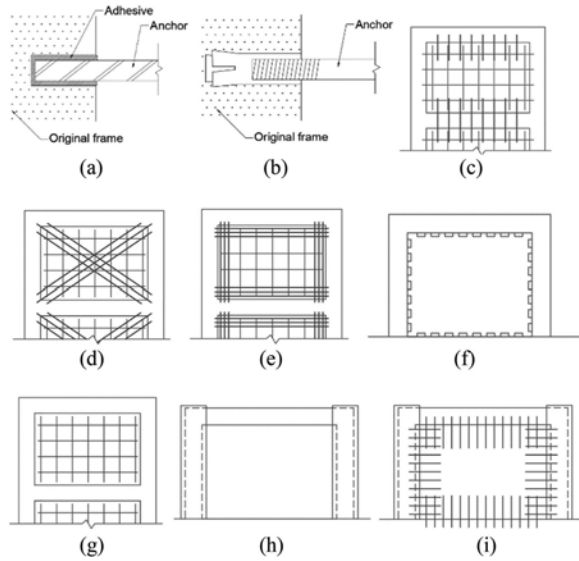 Adhesive
Anchor
Original frame
(a)
Anchor
Original frame
(b)
(c)
(d)
(e)
(f)
(g)
(h)
(i)